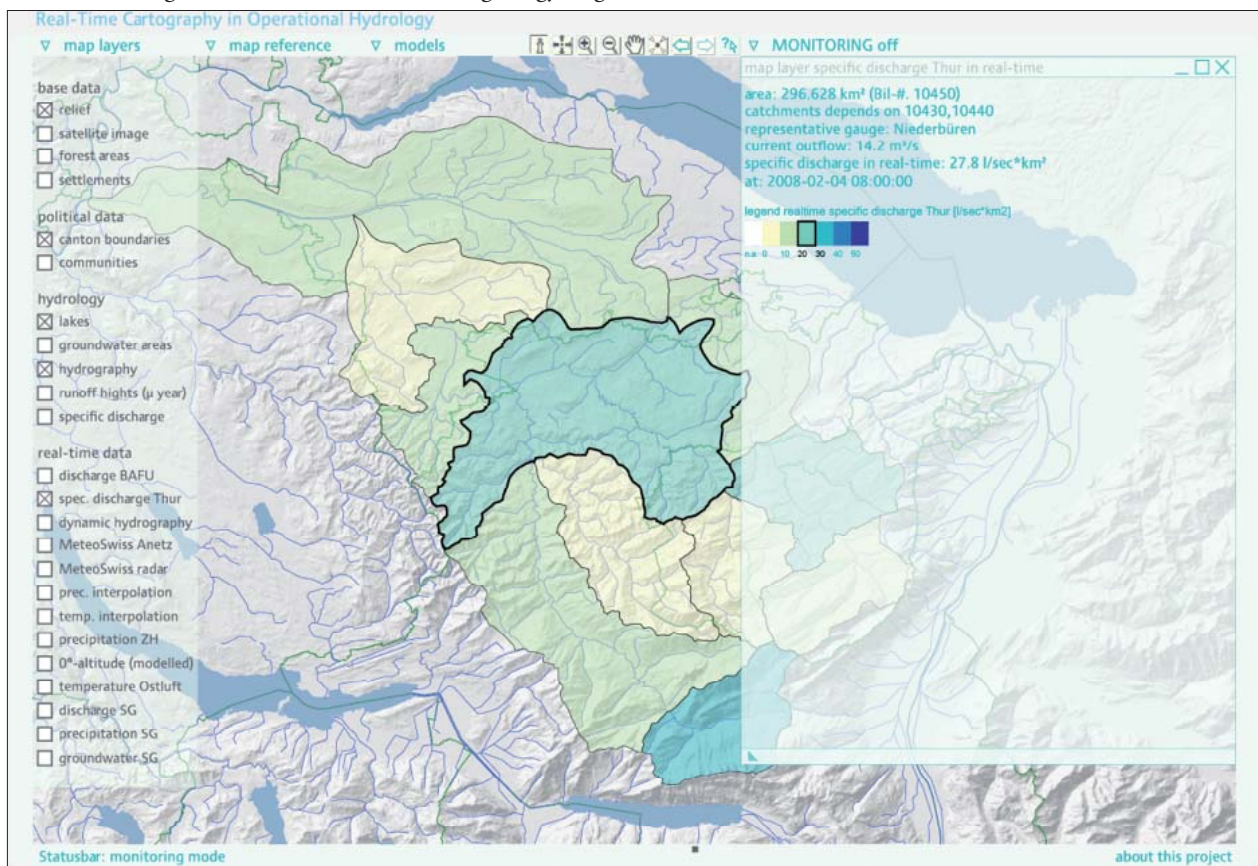 Real-Time Cartography in Operational Hydrology
map layers
map reference
models
MONITORING off
base data
relief
satellite image
forest areas
settlements
political data
canton boundaries
communities
hydrology
lakes
groundwater areas
hydrography
runoff hights (µ year)
specific discharge
real-time data
discharge BAFU
spec. discharge Thur
dynamic hydrography
MeteoSwiss Anetz
MeteoSwiss radar
prec. interpolation
temp. interpolation
precipitation ZH
0°-altitude (modelled)
temperature Ostluft
discharge SG
precipitation SG
groundwater SG
map layer specific discharge Thur in real-time
area: 296.628 km² (Bil-#. 10450)
catchments depends on 10430,10440
representative gauge: Niederbüren
current outflow: 14.2 m³/s
specific discharge in real-time: 27.8 l/sec*km²
at: 2008-02-04 08:00:00
legend realtime specific discharge Thur [l/sec*km2]
n.a. 0 10 20 30 40 50
Statusbar: monitoring mode
about this project